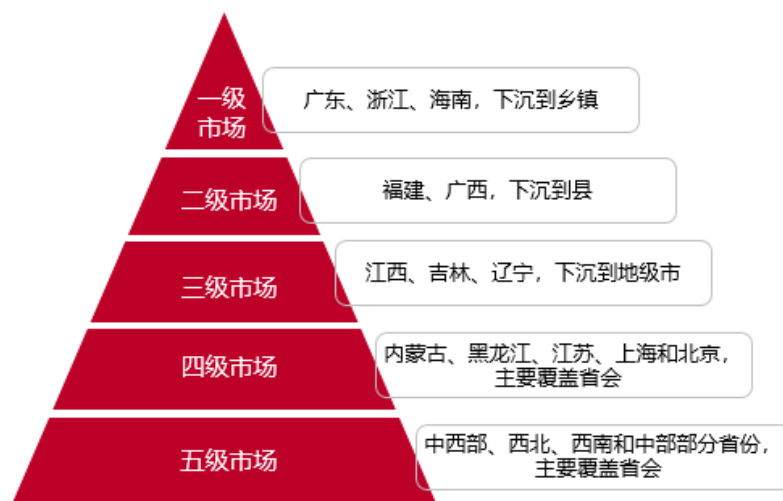 一级
市场
广东、浙江、海南，下沉到乡镇
二级市场
福建、广西，下沉到县
三级市场
江西、吉林、辽宁，下沉到地级市
四级市场
内蒙古、黑龙江、江苏、上海和北京，
主要覆盖省会
五级市场
中西部、西北、西南和中部部分省份，
主要覆盖省会